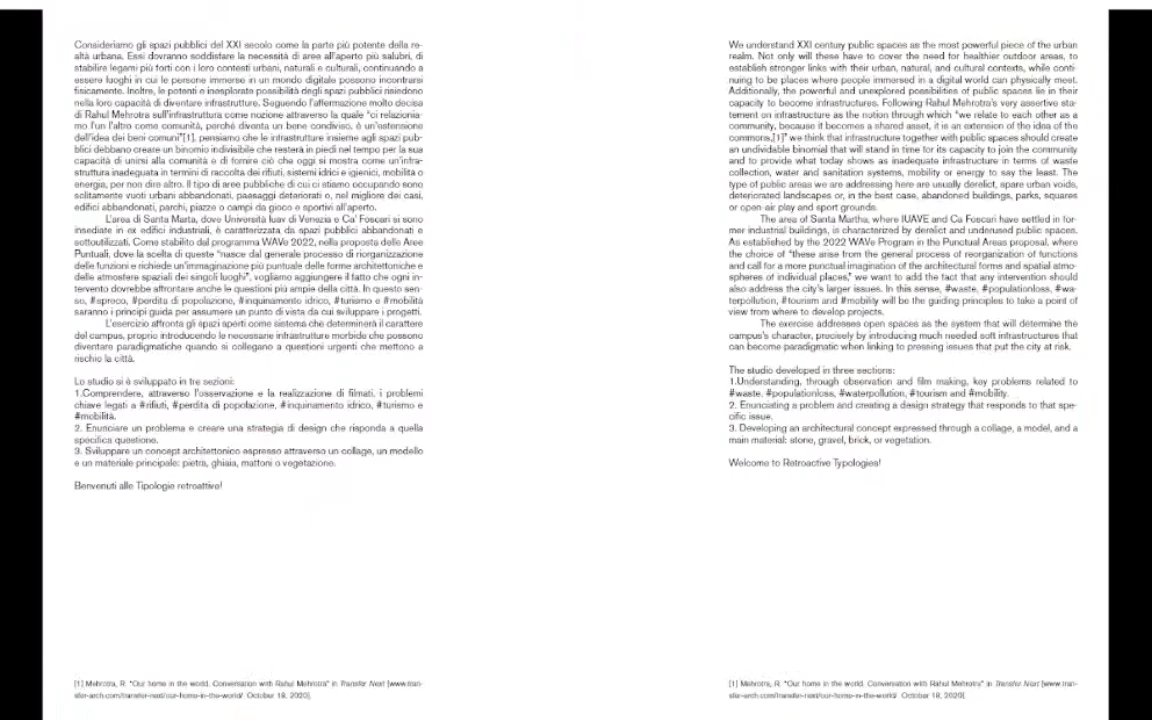 Consideriamo gli spazi pubblici del XXI secolo come la parte più potente della re-
altà urbana. Essi dovranno soddisfare la necessità di aree all'aperto più salubri, di
stabilire legami più forti con i loro contesti urbani, naturali e culturali, continuando a
essere luoghi in cui le persone immerse in un mondo digitale possono incontrarsi
fisicamente. Inoltre, le potenti e inesplorate possibilità degli spazi pubblici risiedono
nella loro capacità di diventare infrastrutture. Seguendo l'affermazione molto decisa
di Rahul Mehrotra sull'infrastruttura come nozione attraverso la quale "ci relazionia-
mo l'un l'altro come comunità, perché diventa un bene condiviso, è un'estensione
dell'idea dei beni comuni"[1], pensiamo che le infrastrutture insieme agli spazi pub-
blici debbano creare un binomio indivisibile che resterà in piedi nel tempo per la sua
capacità di unirsi alla comunità e di fornire ciò che oggi si mostra come un'infra-
struttura inadeguata in termini di raccolta dei rifiuti, sistemi idrici e igienici, mobilità o
energia, per non dire altro. Il tipo di aree pubbliche di cui ci stiamo occupando sono
solitamente vuoti urbani abbandonati, paesaggi deteriorati o, nel migliore dei casi,
edifici abbandonati, parchi, piazze o campi da gioco e sportivi all'aperto.
L'area di Santa Marta, dove Università Iuav di Venezia e Ca' Foscari si sono
insediate in ex edifici industriali, è caratterizzata da spazi pubblici abbandonati e
sottoutilizzati. Come stabilito dal programma WAVe 2022, nella proposta delle Aree
Puntuali, dove la scelta di queste "nasce dal generale processo di riorganizzazione
delle funzioni e richiede un'immaginazione più puntuale delle forme architettoniche e
delle atmosfere spaziali dei singoli luoghi", vogliamo aggiungere il fatto che ogni in-
tervento dovrebbe affrontare anche le questioni più ampie della città. In questo sen-
so, #spreco, #perdita di popolazione, #inquinamento idrico, #turismo e #mobilità
saranno i principi guida per assumere un punto di vista da cui sviluppare i progetti.
L'esercizio affronta gli spazi aperti come sistema che determinerà il carattere
del campus, proprio introducendo le necessarie infrastrutture morbide che possono
diventare paradigmatiche quando si collegano a questioni urgenti che mettono a
rischio la città.
Lo studio si è sviluppato in tre sezioni:
1.Comprendere, attraverso l'osservazione e la realizzazione di filmati, i problemi
chiave legati a #rifiuti, #perdita di popolazione, #inquinamento idrico, #turismo e
#mobilità.
2. Enunciare un problema e creare una strategia di design che risponda a quella
specifica questione.
3. Sviluppare un concept architettonico espresso attraverso un collage, un modello
e un materiale principale: pietra, ghiaia, mattoni o vegetazione.
Benvenuti alle Tipologie retroattive!
[1] Mehrotra, R. "Our home in the world. Conversation with Rahul Mehrotra" in Transfer Next [www.tran-
sfer-arch.com/transfer-next/our-home-in-the-world/ October 19, 2020].
We understand XXI century public spaces as the most powerful piece of the urban
realm. Not only will these have to cover the need for healthier outdoor areas, to
establish stronger links with their urban, natural, and cultural contexts, while conti-
nuing to be places where people immersed in a digital world can physically meet.
Additionally, the powerful and unexplored possibilities of public spaces lie in their
capacity to become infrastructures. Following Rahul Mehrotra's very assertive sta-
tement on infrastructure as the notion through which "we relate to each other as a
community, because it becomes a shared asset, it is an extension of the idea of the
commons,[1]" we think that infrastructure together with public spaces should create
an undividable binomial that will stand in time for its capacity to join the community
and to provide what today shows as inadequate infrastructure in terms of waste
collection, water and sanitation systems, mobility or energy to say the least. The
type of public areas we are addressing here are usually derelict, spare urban voids,
deteriorated landscapes or, in the best case, abandoned buildings, parks, squares
or open-air play and sport grounds.
The area of Santa Martha, where IUAVE and Ca Foscari have settled in for-
mer industrial buildings, is characterized by derelict and underused public spaces.
As established by the 2022 WAVe Program in the Punctual Areas proposal, where
the choice of "these arise from the general process of reorganization of functions
and call for a more punctual imagination of the architectural forms and spatial atmo-
spheres of individual places," we want to add the fact that any intervention should
also address the city's larger issues. In this sense, #waste, #populationloss, #wa-
terpollution, #tourism and #mobility will be the guiding principles to take a point of
view from where to develop projects.
The exercise addresses open spaces as the system that will determine the
campus's character, precisely by introducing much needed soft infrastructures that
can become paradigmatic when linking to pressing issues that put the city at risk.
The studio developed in three sections:
1.Understanding, through observation and film making, key problems related to
#waste, #populationloss, #waterpollution, #tourism and #mobility.
2. Enunciating a problem and creating a design strategy that responds to that spe-
cific issue.
3. Developing an architectural concept expressed through a collage, a model, and a
main material: stone, gravel, brick, or vegetation.
Welcome to Retroactive Typologies!
[1] Mehrotra, R. "Our home in the world. Conversation with Rahul Mehrotra" in Transfer Next [www.tran-
sfer-arch.com/transfer-next/our-home-in-the-world/ October 19, 2020].